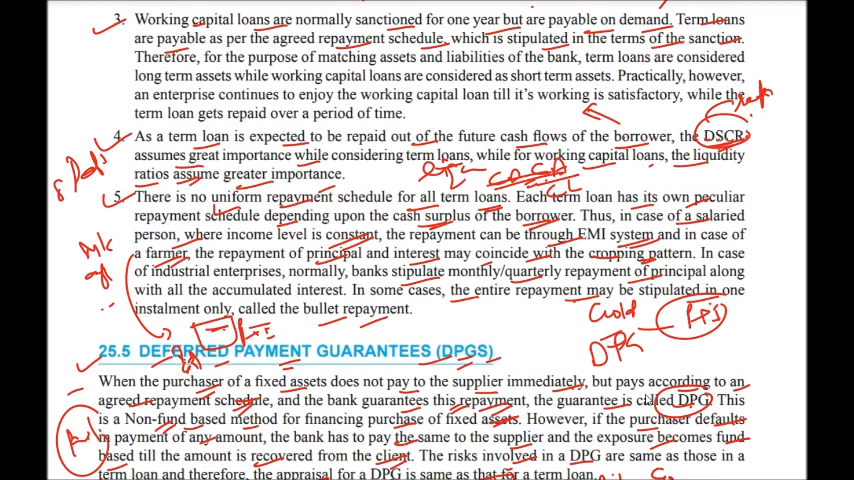 3. Working capital loans are normally sanctioned for one year but are payable on demand. Term loans
are payable as per the agreed repayment schedule, which is stipulated in the terms of the sanction.
Therefore, for the purpose of matching assets and liabilities of the bank, term loans are considered
long term assets while working capital loans are considered as short term assets. Practically, however,
an enterprise continues to enjoy the working capital loan till it's working is satisfactory, while the
term loan gets repaid over a period of time.
4. As a term loan is expected to be repaid out of the future cash flows of the borrower, the DSCR
assumes great importance while considering term loans, while for working capital loans, the liquidity
ratios assume greater importance.
CL
5. There is no uniform repayment schedule for all term loans. Each term loan has its own peculiar
repayment schedule depending upon the cash surplus of the borrower. Thus, in case of a salaried
person, where income level is constant, the repayment can be through EMI system and in case of
a farmer, the repayment of principal and interest may coincide with the cropping pattern. In case
of industrial enterprises, normally, banks stipulate monthly/quarterly repayment of principal along
with all the accumulated interest. In some cases, the entire repayment may be stipulated in one
instalment only, called the bullet repayment.
Gold
DPG
25.5 DEFERRED PAYMENT GUARANTEES (DPGS)
When the purchaser of a fixed assets does not pay to the supplier immediately, but pays according to an
agreed repayment schedule, and the bank guarantees this repayment, the guarantee is called DPG. This
is a Non-fund based method for financing purchase of fixed assets. However, if the purchaser defaults
in payment of any amount, the bank has to pay the same to the supplier and the exposure becomes fund
based till the amount is recovered from the client. The risks involved in a DPG are same as those in a
term loan and therefore, the appraisal for a DPG is same as that for a term loan.